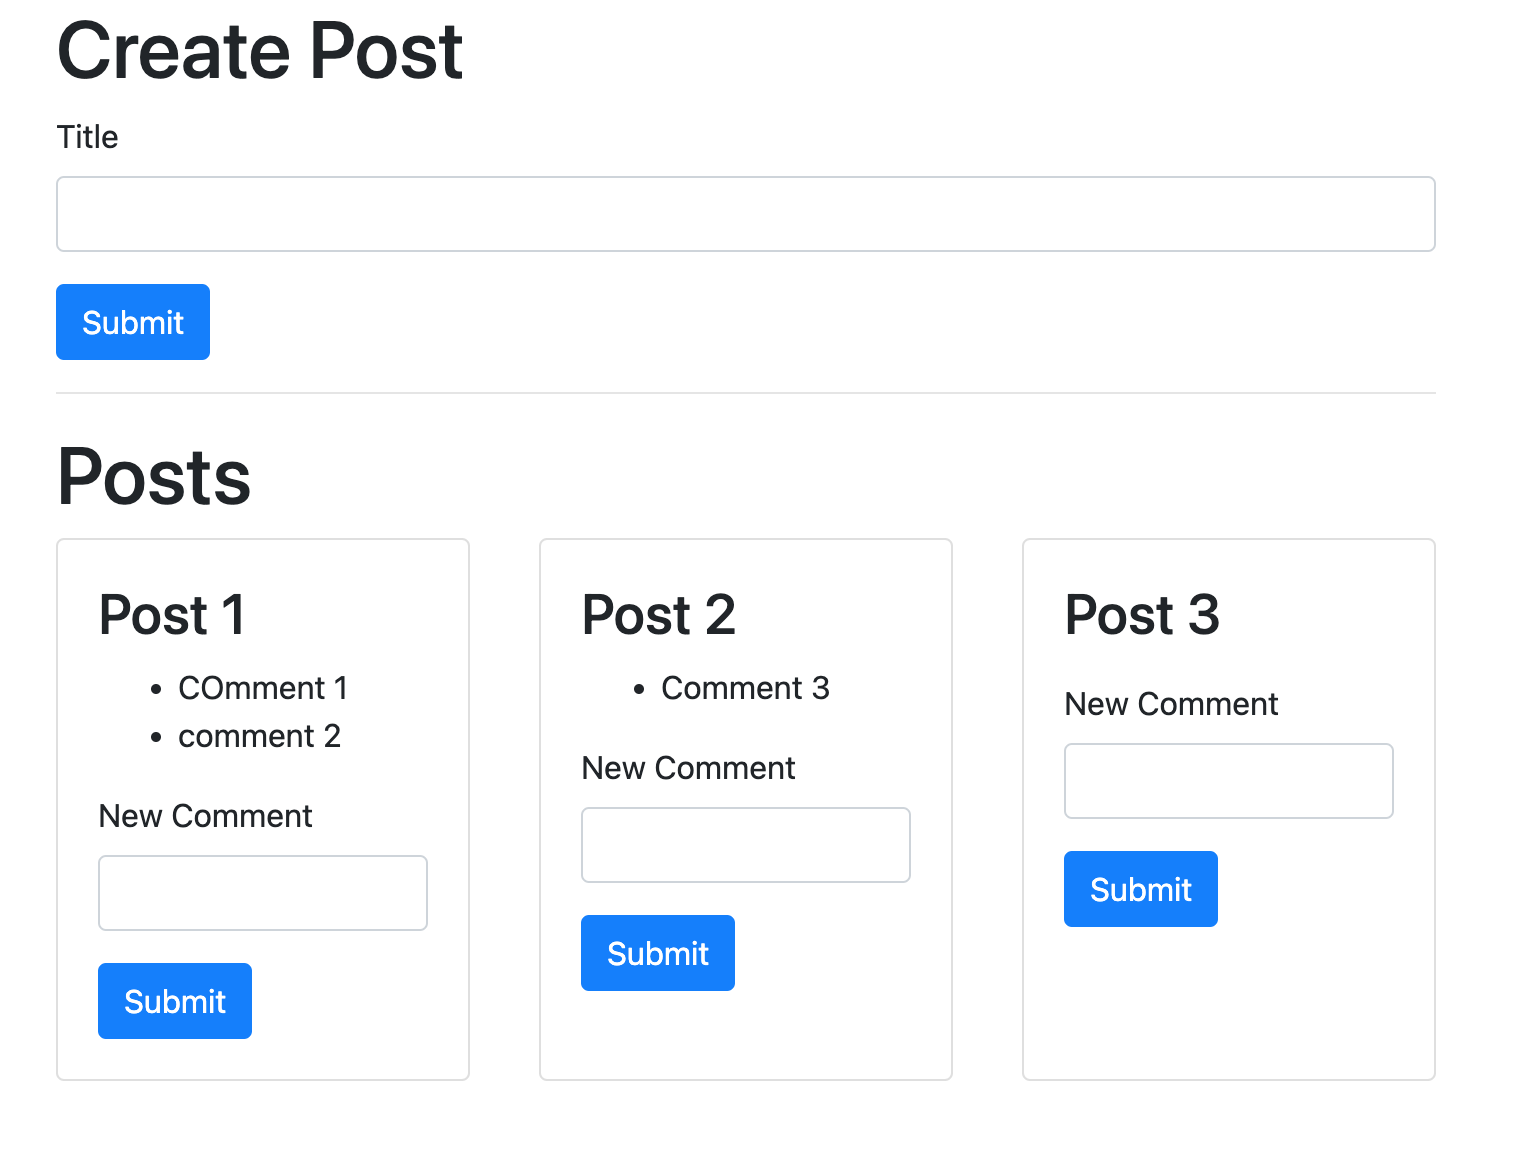 Create Post
Title
Submit
Posts
Post 1
COmment 1
comment 2
New Comment
Submit
Post 2
Comment 3
New Comment
Submit
Post 3
New Comment
Submit